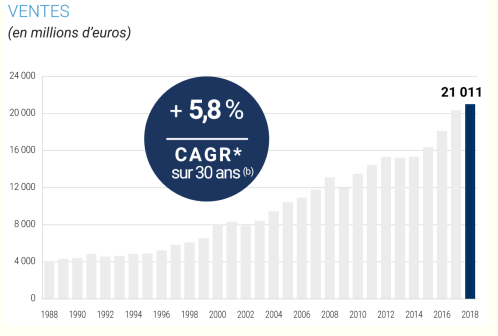 VENTES
(en millions d’euros)
24 000
21 011
20 000
16 000
12 000
8 000
4 000
0
+ 5,8 %
CAGR*
sur 30 ans (b)
1988 1990 1992 1994 1996 1998 2000 2002 2004 2006 2008 2010 2012 2014 2016 2018